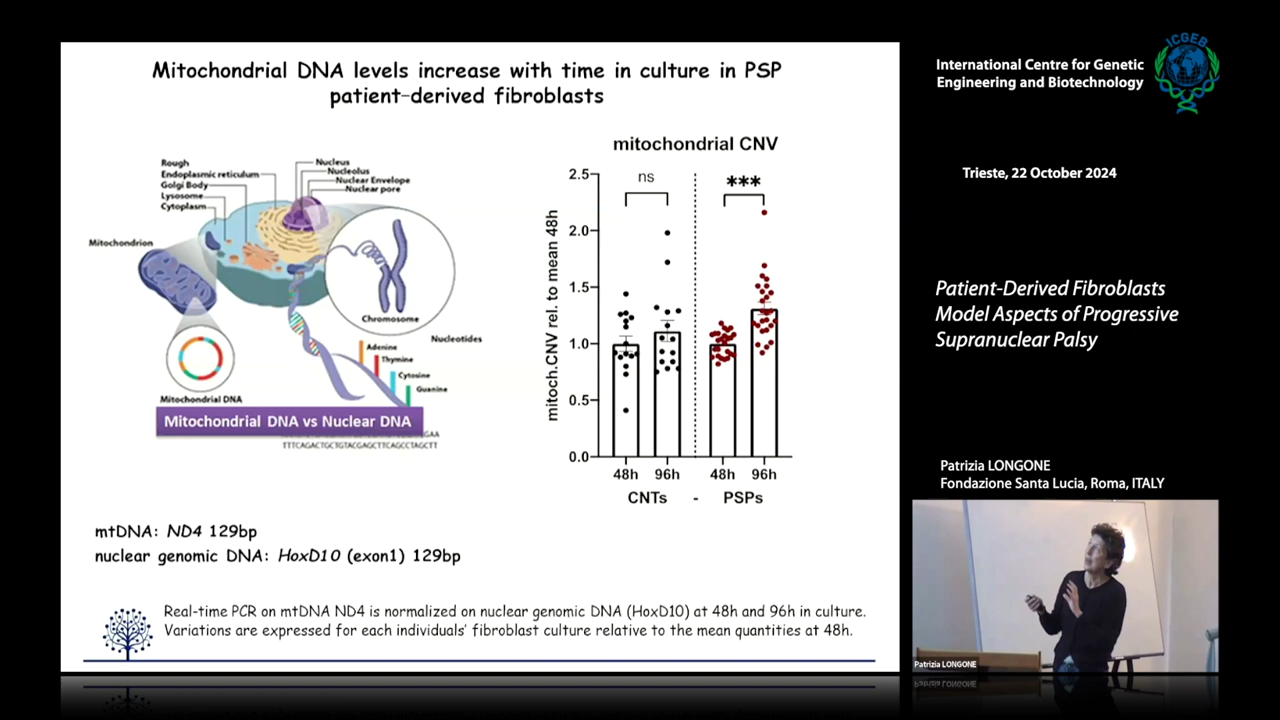 Mitochondrial DNA levels increase with time in culture in PSP
patient-derived fibroblasts
Rough
Endoplasmic reticulum
Golgi Body
Lysosome
Cytoplasm
Nucleus
Nucleolus
Nuclear Envelope
Nuclear pore
Mitochondrion
Chromosome
Nucleotides
Adenine
Thymine
Cytosine
Guanine
Mitochondrial DNA
Mitochondrial DNA vs Nuclear DNA
GAA
TTTCAGACTGCTGTACGAGCTTCAGCCTAGCTT
mitochondrial CNV
mitoch.CNV rel. to mean 48h
2.5
2.0
1.5
1.0
0.5
0.0
ns
***
48h 96h 48h 96h
CNTs - PSPs
mtDNA: ND4 129bp
nuclear genomic DNA: HoxD10 (exon1) 129bp
Real-time PCR on mtDNA ND4 is normalized on nuclear genomic DNA (HoxD10) at 48h and 96h in culture.
Variations are expressed for each individuals' fibroblast culture relative to the mean quantities at 48h.
International Centre for Genetic
Engineering and Biotechnology
ICGEB
Trieste, 22 October 2024
Patient-Derived Fibroblasts
Model Aspects of Progressive
Supranuclear Palsy
Patrizia LONGONE
Fondazione Santa Lucia, Roma, ITALY
Patrizia LONGONE